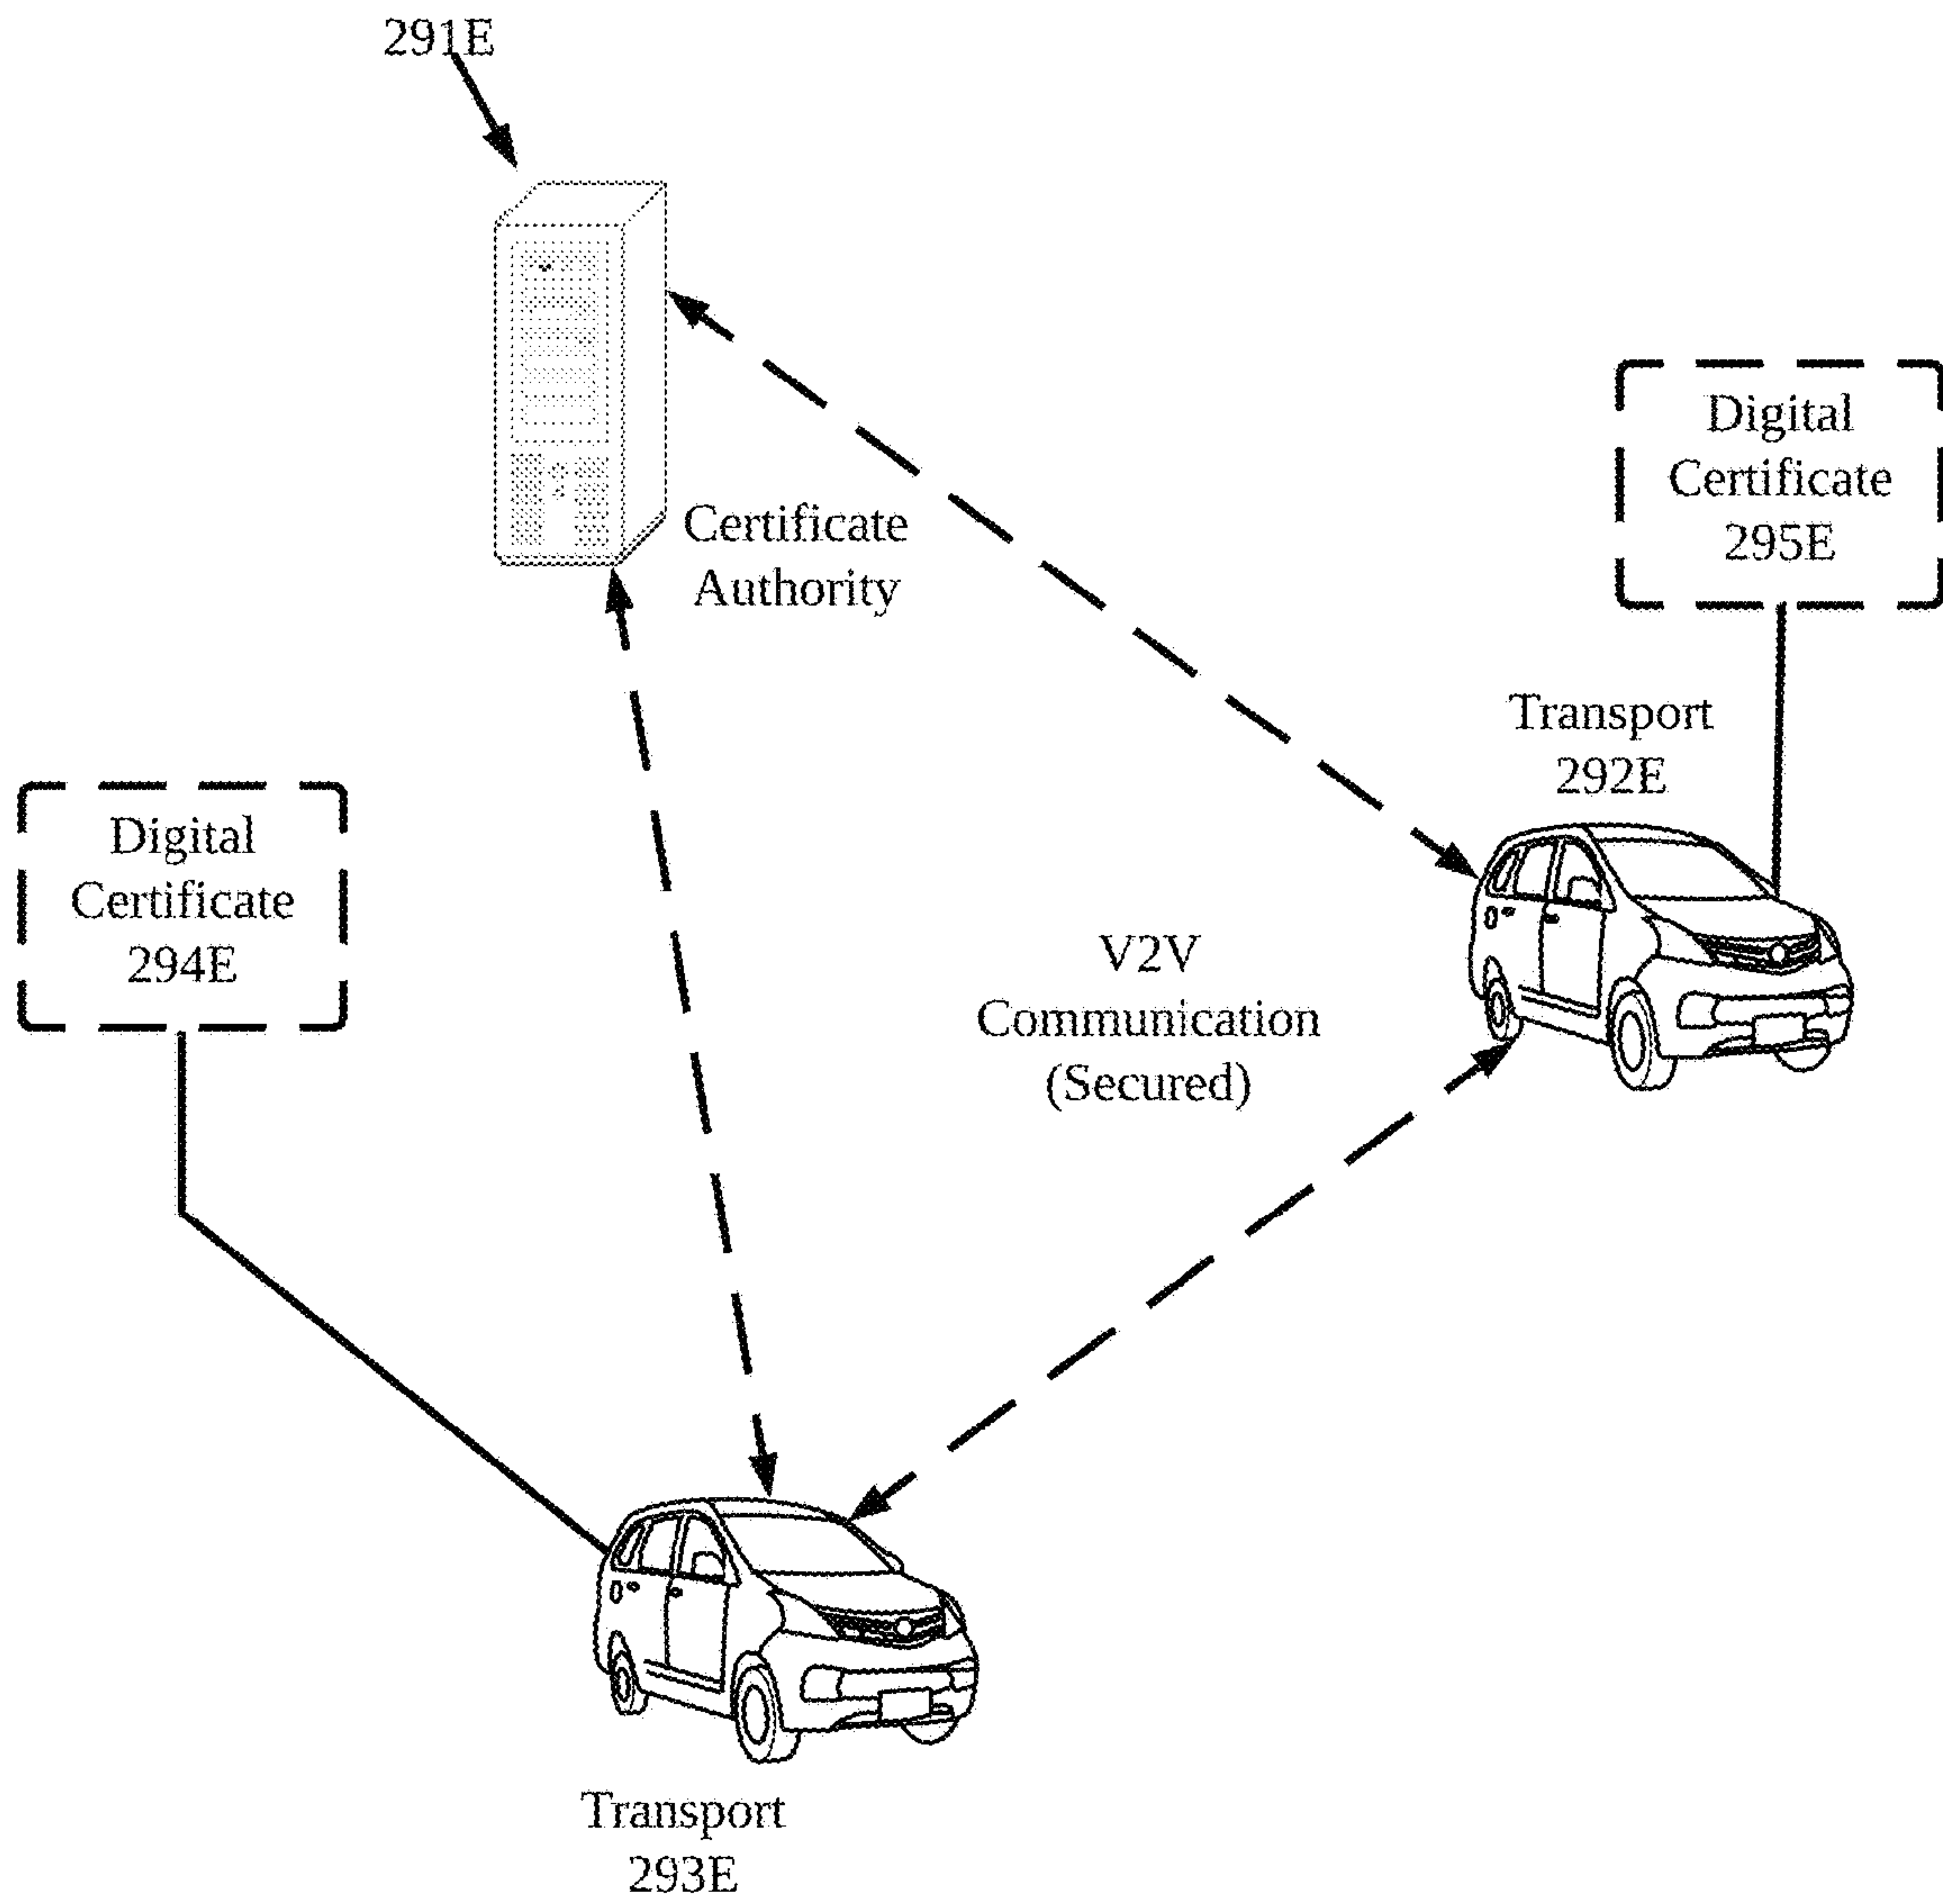 291E
Certificate
Authority
Digital
Certificate
295E
Transport
292E
Digital
Certificate
294E
V2V
Communication
(Secured)
Transport
293E